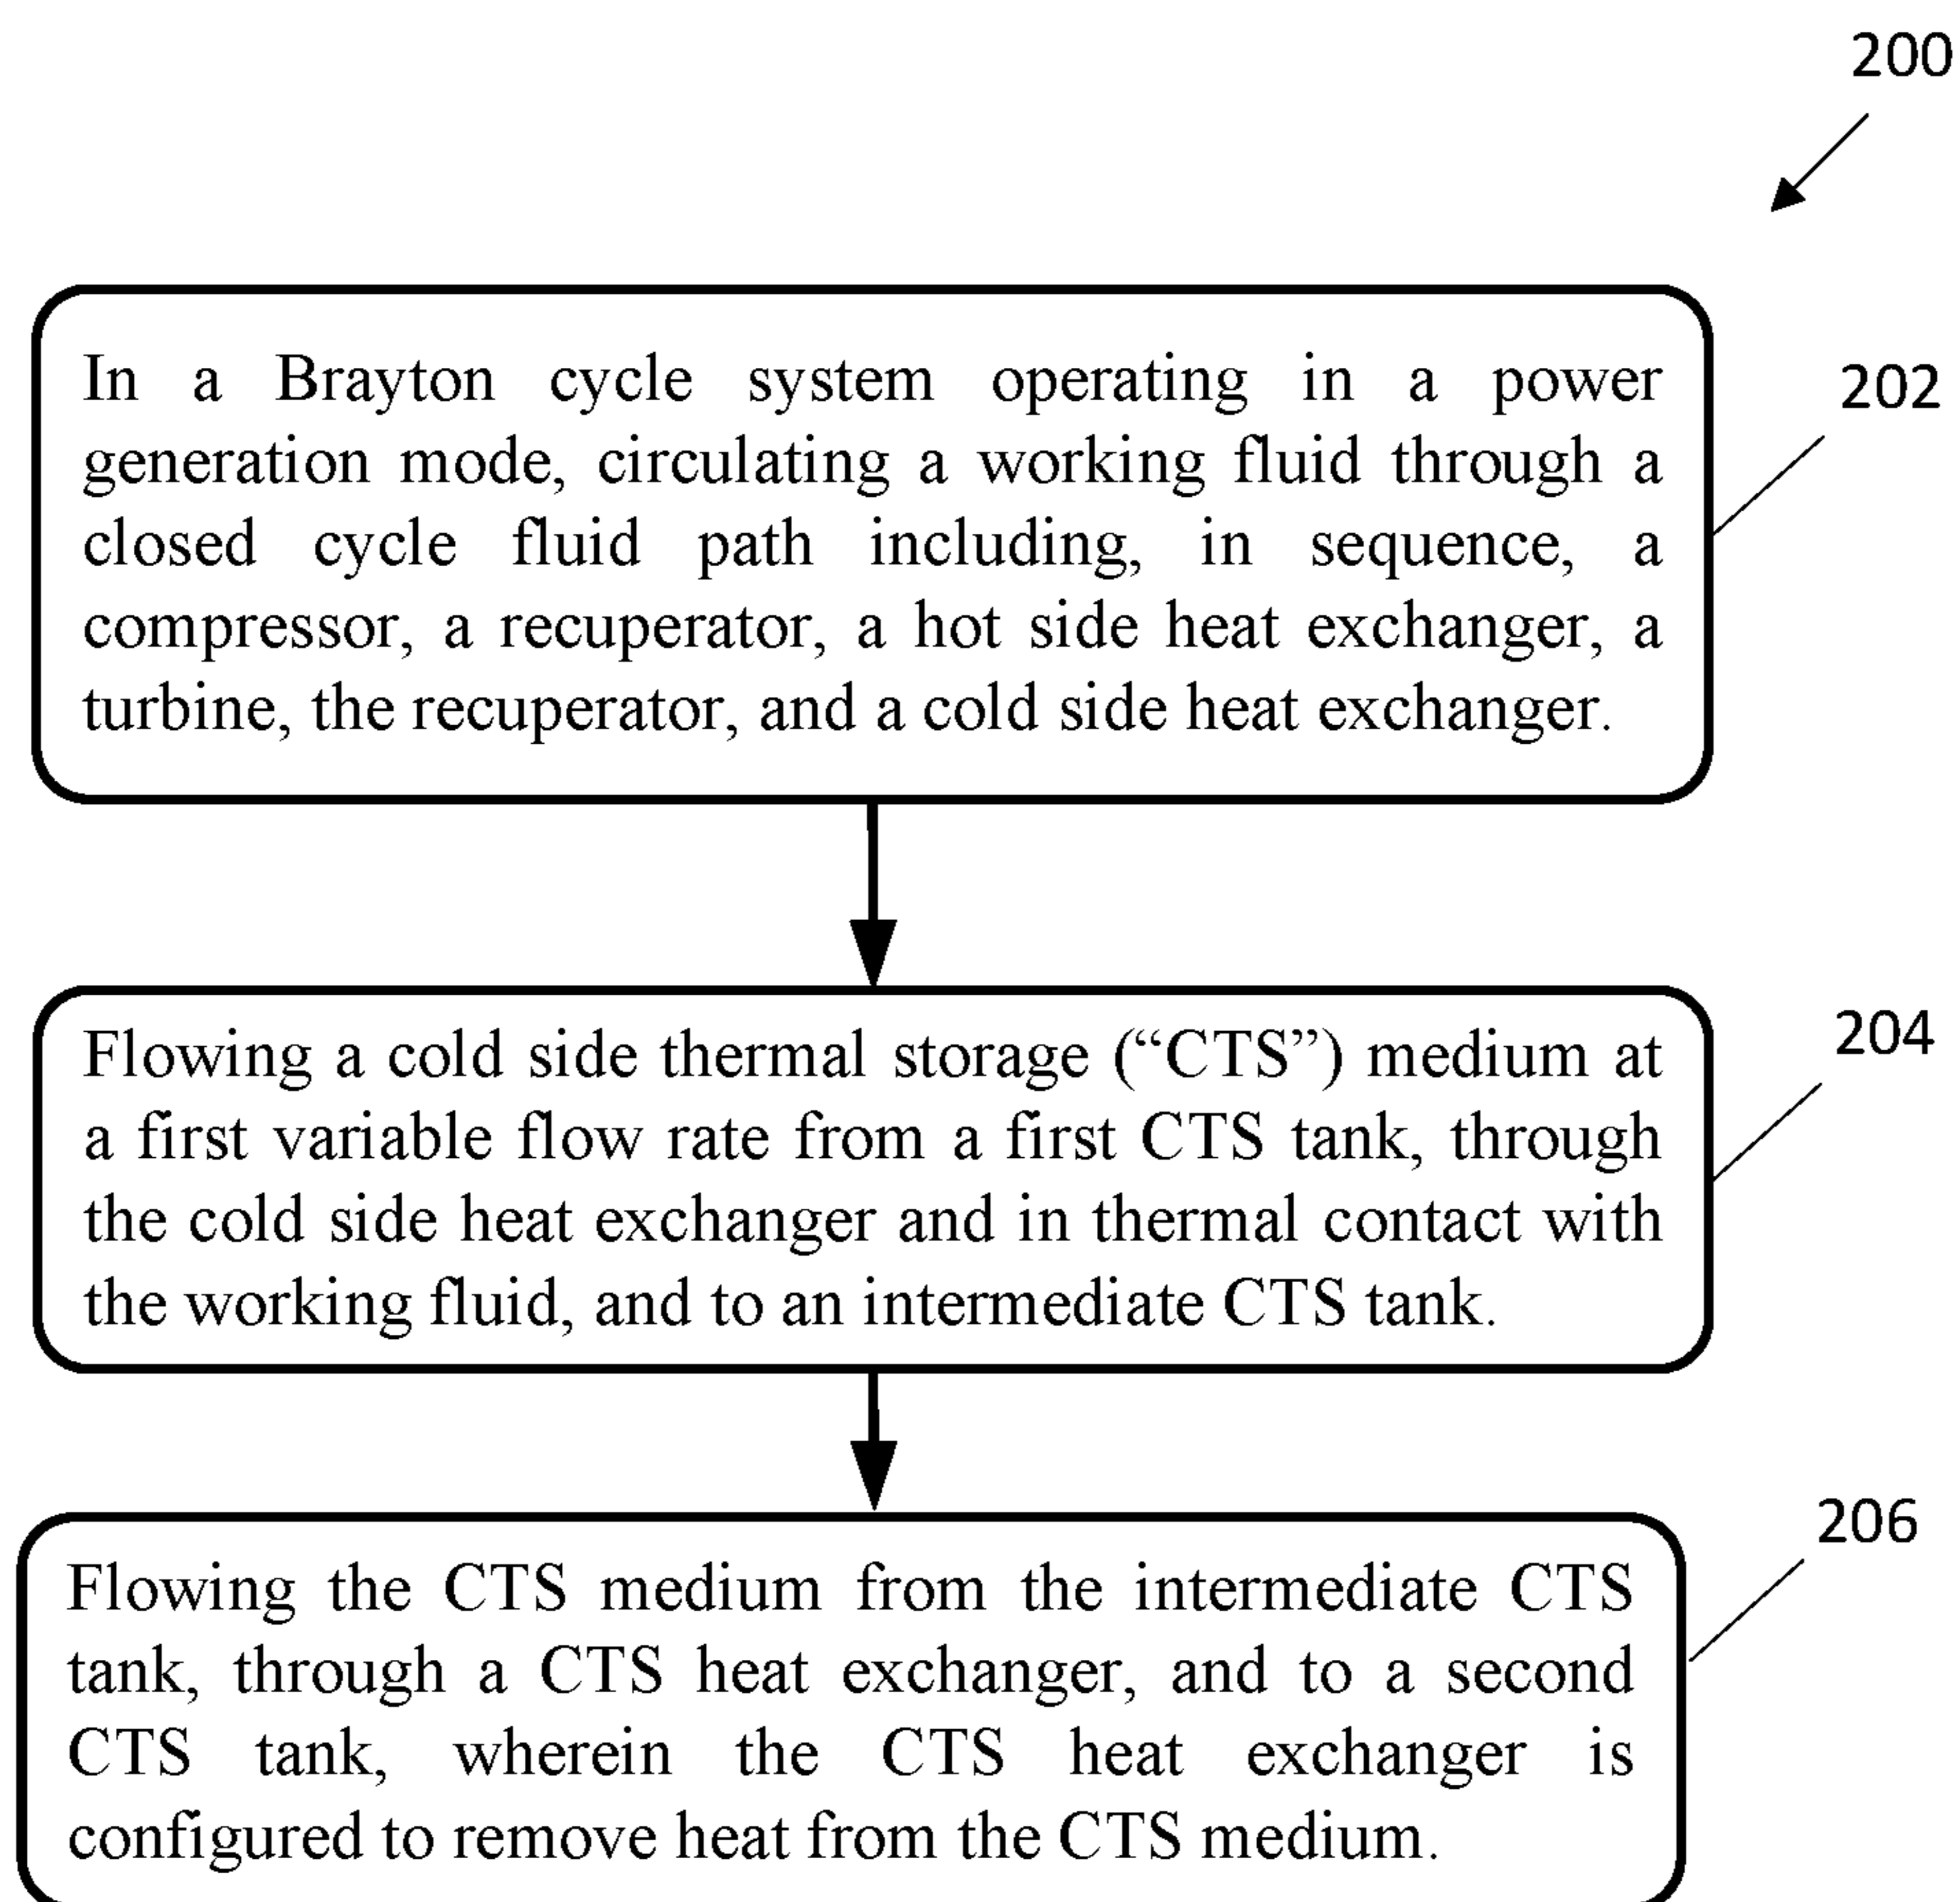 200
In a Brayton cycle system operating in a power
202
generation mode, circulating a working fluid through a
closed cycle fluid path including, in sequence, a
compressor, a recuperator, a hot side heat exchanger, a
turbine, the recuperator, and a cold side heat exchanger.
204
Flowing a cold side thermal storage (“CTS”) medium at
a first variable flow rate from a first CTS tank, through
the cold side heat exchanger and in thermal contact with
the working fluid, and to an intermediate CTS tank.
206
Flowing the CTS medium from the intermediate CTS
tank, through a CTS heat exchanger, and to a second
CTS tank, wherein the CTS heat exchanger is
configured to remove heat from the CTS medium.